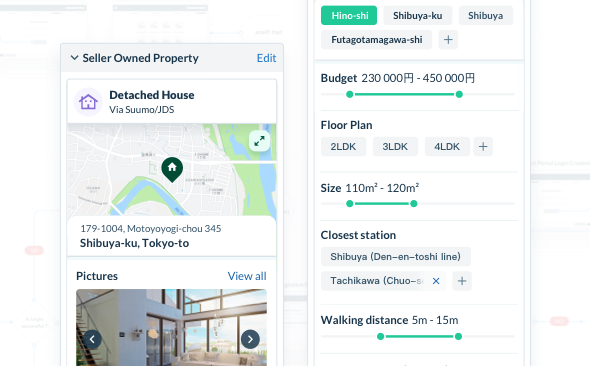 Seller Owned Property
Edit
Detached House
Via Suumo/JDS
179-1004, Motoyoyogi-chou 345
Shibuya-ku, Tokyo-to
Pictures
View all
Hino-shi
Shibuya-ku
Shibuya
Futagotamagawa-shi
Budget 230 000円 - 450 000円
Floor Plan
2LDK
3LDK
4LDK
Size 110m² - 120m²
Closest station
Shibuya (Den-en-toshi line)
Tachikawa (Chuo-s
Walking distance 5m - 15m